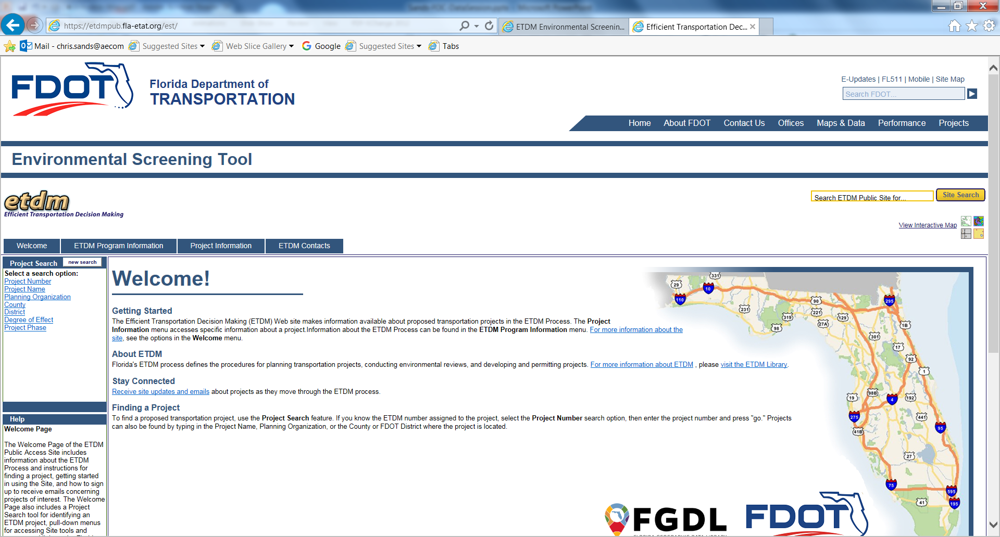 https://etdmpub.fla-etat.org/est/
ETDM Environmental Screenin...
Efficient Transportation Dec...
Mail - chris.sands@aecom
Suggested Sites
Web Slice Gallery
Google
Suggested Sites
Tabs
FDOT
Florida Department of
TRANSPORTATION
E-Updates | FL511 | Mobile | Site Map
Search FDOT...
Home
About FDOT
Contact Us
Offices
Maps & Data
Performance
Projects
Environmental Screening Tool
etdm
Efficient Transportation Decision Making
Search ETDM Public Site for...
Site Search
View Interactive Map
Welcome
ETDM Program Information
Project Information
ETDM Contacts
Project Search
new search
Select a search option:
Project Number
Project Name
Planning Organization
County
District
Degree of Effect
Project Phase
Help
Welcome Page
The Welcome Page of the ETDM
Public Access Site includes
information about the ETDM
Process and instructions for
finding a project, getting started
in using the Site, and how to sign
up to receive emails concerning
projects of interest. The Welcome
Page also includes a Project
Search tool for identifying an
ETDM project, pull-down menus
for accessing Site tools and
Welcome!
Getting Started
The Efficient Transportation Decision Making (ETDM) Web site makes information available about proposed transportation projects in the ETDM Process. The Project
Information menu accesses specific information about a project.Information about the ETDM Process can be found in the ETDM Program Information menu. For more information about the
site, see the options in the Welcome menu.
About ETDM
Florida's ETDM process defines the procedures for planning transportation projects, conducting environmental reviews, and developing and permitting projects. For more information about ETDM , please visit the ETDM Library.
Stay Connected
Receive site updates and emails about projects as they move through the ETDM process.
Finding a Project
To find a proposed transportation project, use the Project Search feature. If you know the ETDM number assigned to the project, select the Project Number search option, then enter the project number and press "go." Projects
can also be found by typing in the Project Name, Planning Organization, or the County or FDOT District where the project is located.
331
29
10
110
90
295
231
221
319
129
27A
98
1B
301
17
92
1
98B
19
4
192
275
441
95
41B
27
75
595
41
195
FGDL
FDOT